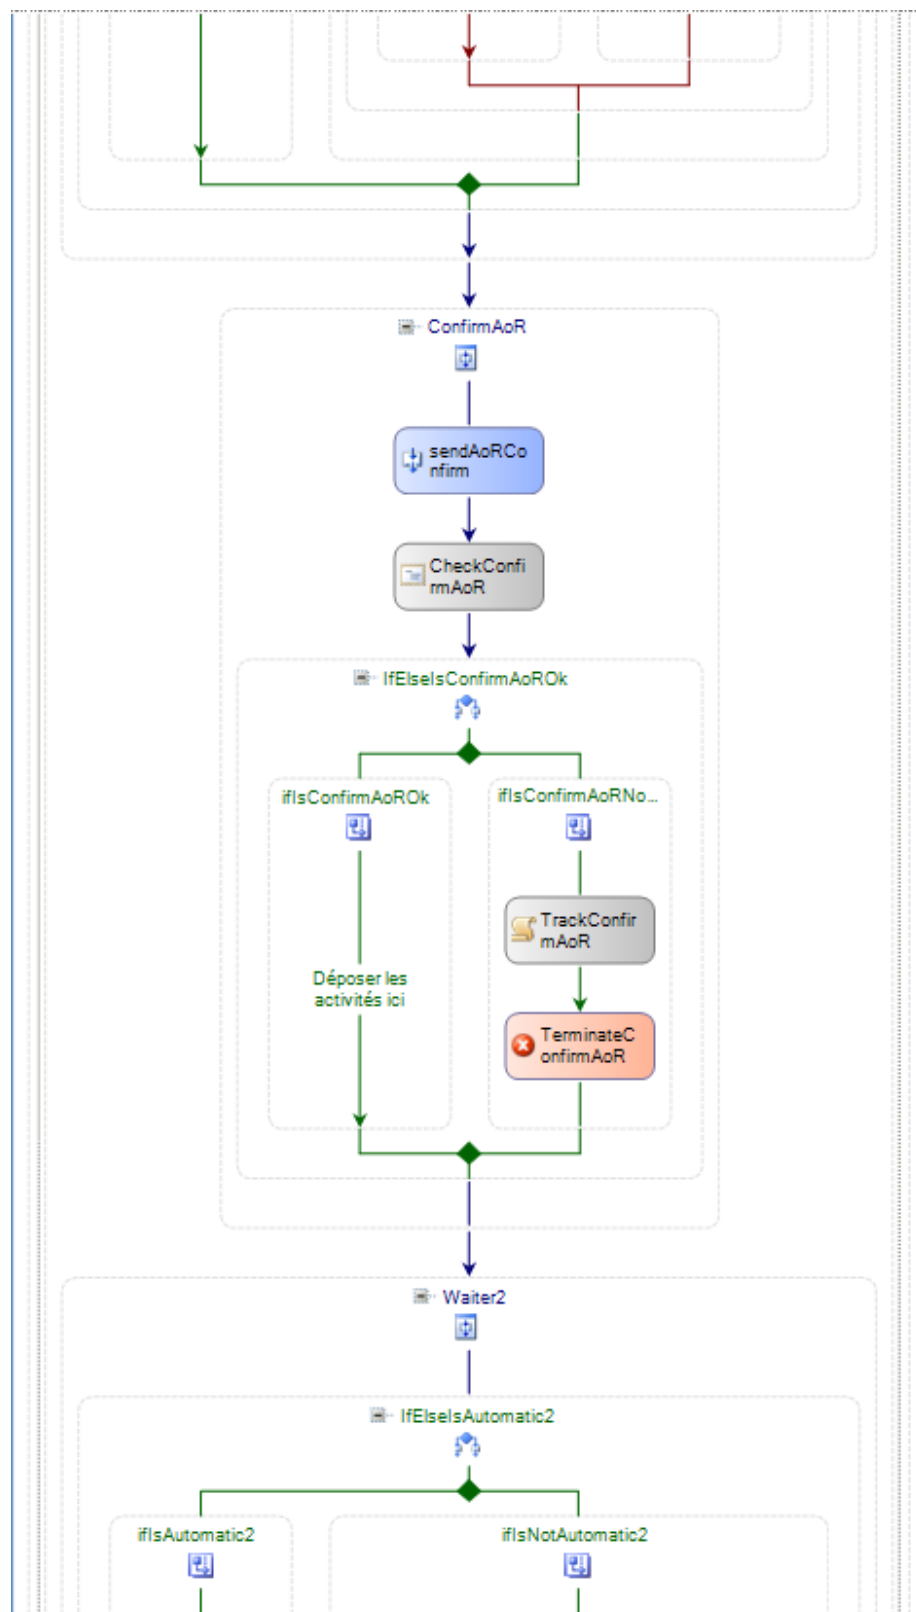 ConfirmAoR
sendAoRCo
nfirm
CheckConfi
rmAoR
IfElseIsConfirmAoROk
ifIsConfirmAoROk
ifIsConfirmAoRNo...
TrackConfir
mAoR
Déposer les
activités ici
TerminateC
onfirmAoR
Waiter2
IfElseIsAutomatic2
ifIsAutomatic2
ifIsNotAutomatic2